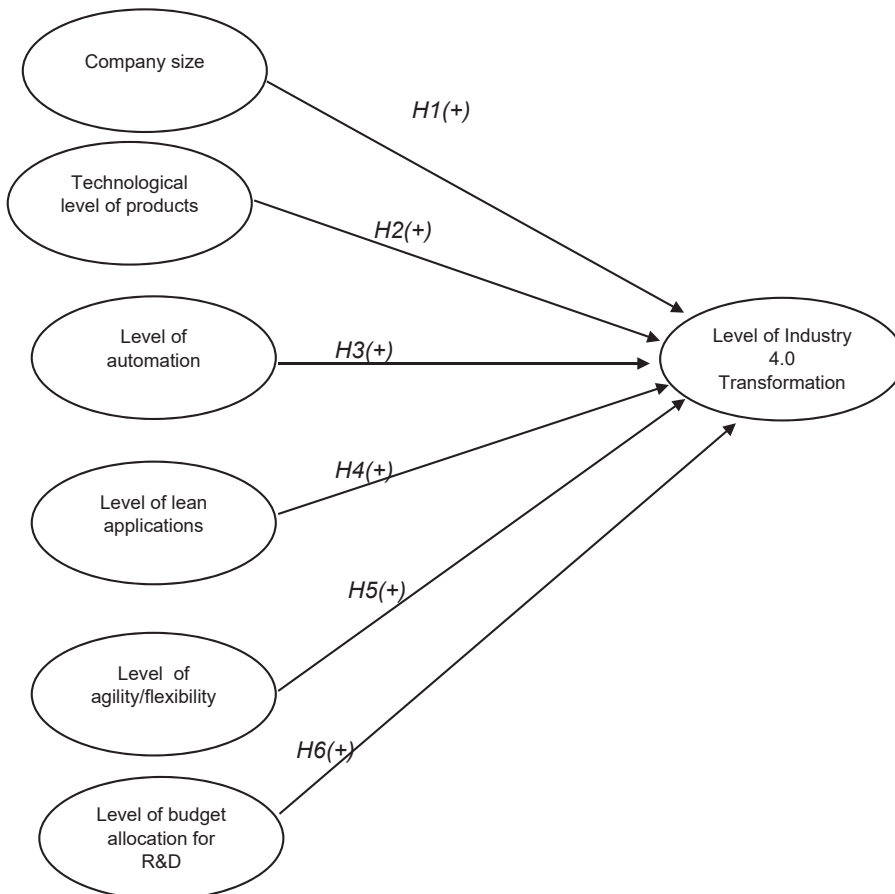 Company size
H1(+)
Technological
level of products
H2(+)
Level of
automation
H3(+)
Level of Industry
4.0
Transformation
Level of lean
applications
H4(+)
Level of
agility/flexibility
H5(+)
H6(+)
Level of budget
allocation for
R&D